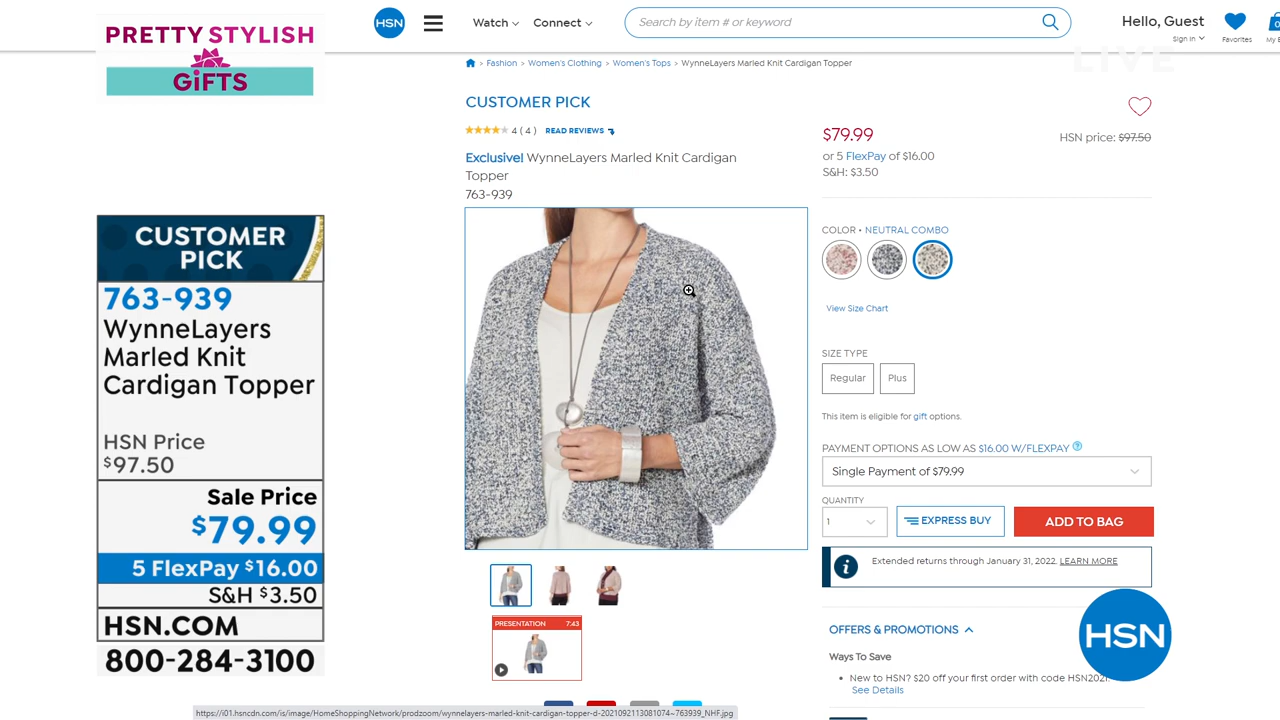 PRETTY STYLISH
GiFTS
CUSTOMER
PICK
763-939
WynneLayers
Marled Knit
Cardigan Topper
HSN Price
$97.50
Sale Price
$79.99
5 FlexPay $16.00
S&H $3.50
HSN.COM
800-284-3100
HSN
Watch
Connect
Search by item # or keyword
Hello, Guest
Sign In
Favorites
My
0
LIVE
> Fashion > Women's Clothing > Women's Tops > WynneLayers Marled Knit Cardigan Topper
CUSTOMER PICK
4 ( 4 ) READ REVIEWS
Exclusive! WynneLayers Marled Knit Cardigan
Topper
763-939
$79.99
HSN price: $97.50
or 5 FlexPay of $16.00
S&H: $3.50
COLOR • NEUTRAL COMBO
View Size Chart
SIZE TYPE
Regular
Plus
This item is eligible for gift options.
PAYMENT OPTIONS AS LOW AS $16.00 W/FLEXPAY ?
Single Payment of $79.99
QUANTITY
1
EXPRESS BUY
ADD TO BAG
i
Extended returns through January 31, 2022. LEARN MORE
OFFERS & PROMOTIONS
Ways To Save
• New to HSN? $20 off your first order with code HSN2021.
See Details
HSN
PRESENTATION 7:43
https://i01.hsncdn.com/is/image/HomeShoppingNetwork/prodzoom/wynnelayers-marled-knit-cardigan-topper-d-2021092113081074~763939_NHF.jpg